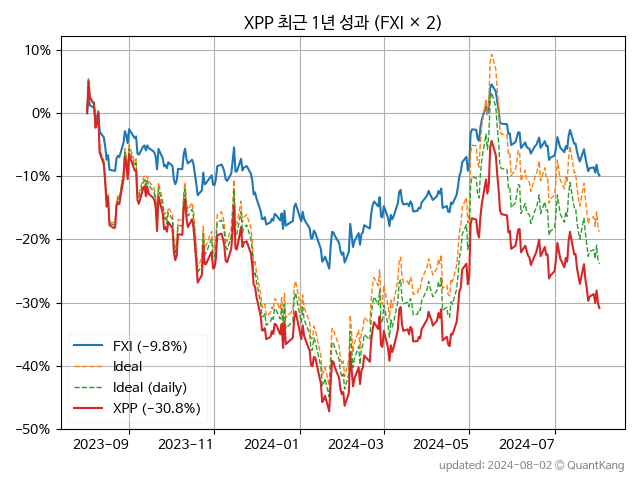 XPP 최근 1년 성과 (FXI × 2)
10%
0%
−10%
−20%
−30%
−40%
−50%
FXI (−9.8%)
Ideal
Ideal (daily)
XPP (−30.8%)
2023-09 2023-11 2024-01 2024-03 2024-05 2024-07
updated: 2024-08-02 © QuantKang